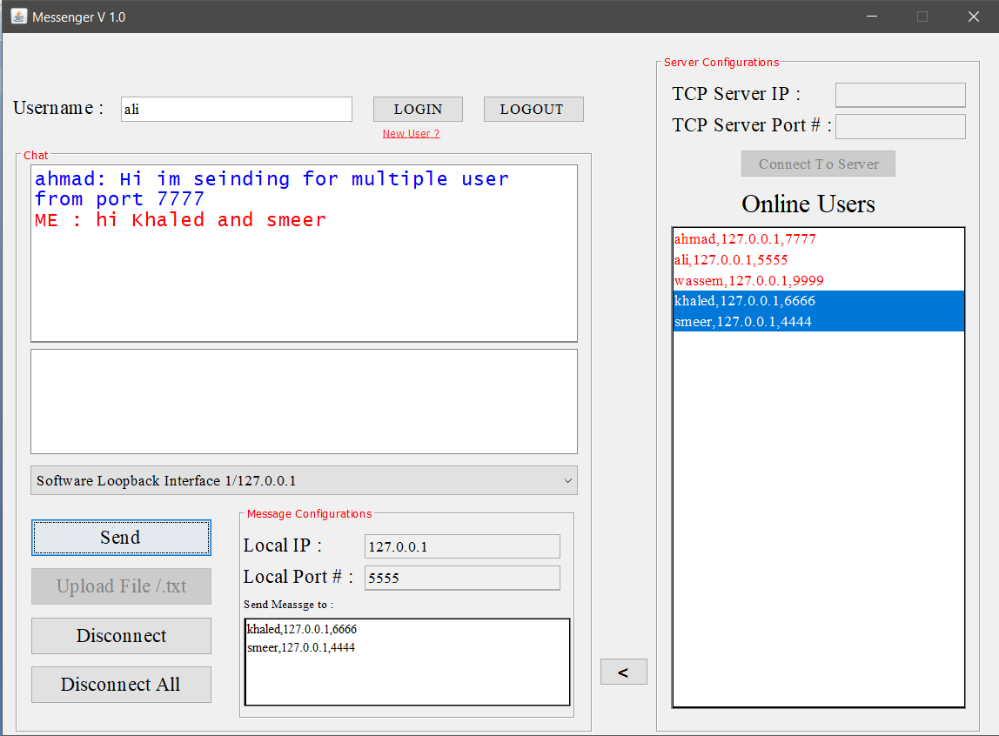 Messenger V 1.0
Username :
ali
LOGIN
LOGOUT
New User ?
Chat
ahmad: Hi im seinding for multiple user
from port 7777
ME : hi Khaled and smeer
Software Loopback Interface 1/127.0.0.1
Send
Upload File /.txt
Disconnect
Disconnect All
Message Configurations
Local IP :
127.0.0.1
Local Port # :
5555
Send Meassge to :
khaled,127.0.0.1,6666
smeer,127.0.0.1,4444
<
Server Configurations
TCP Server IP :
TCP Server Port # :
Connect To Server
Online Users
ahmad,127.0.0.1,7777
ali,127.0.0.1,5555
wassem,127.0.0.1,9999
khaled,127.0.0.1,6666
smeer,127.0.0.1,4444